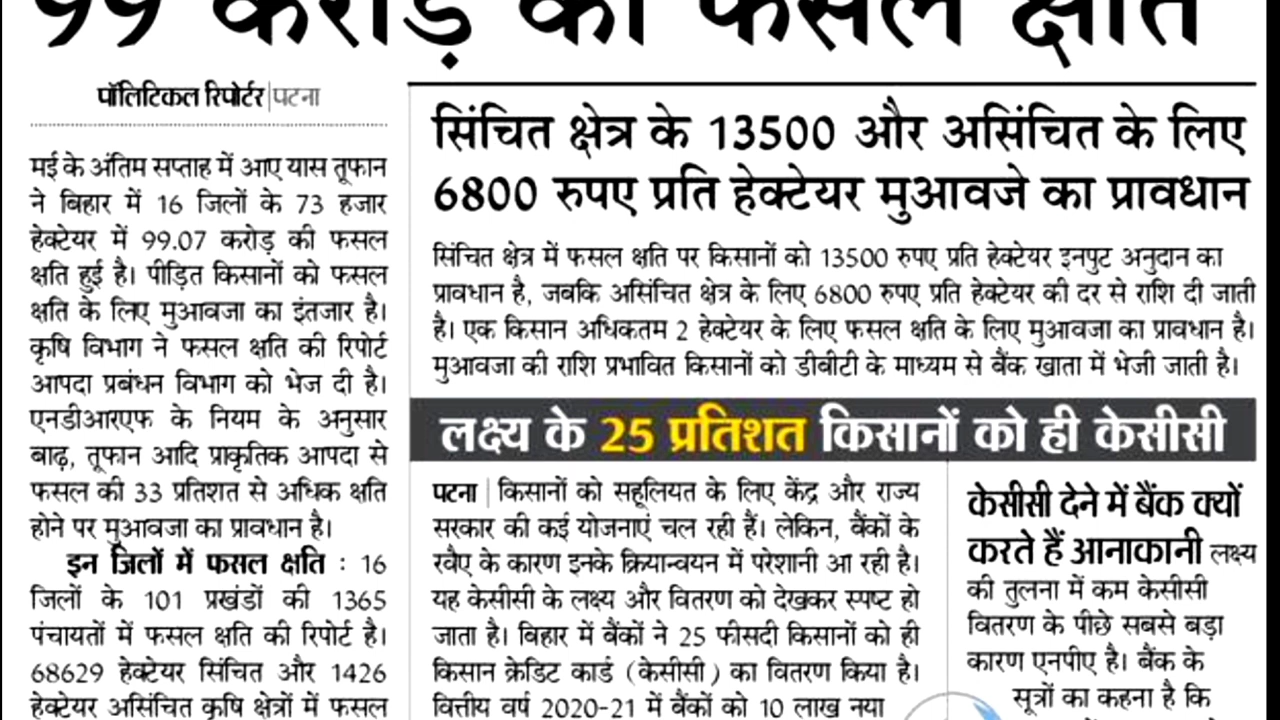 99 करोड़ की फसल क्षति
पॉलिटिकल रिपोर्टर|पटना
मई के अंतिम सप्ताह में आए यास तूफान
ने बिहार में 16 जिलों के 73 हजार
हेक्टेयर में 99.07 करोड़ की फसल
क्षति हुई है। पीड़ित किसानों को फसल
क्षति के लिए मुआवजा का इंतजार है।
कृषि विभाग ने फसल क्षति की रिपोर्ट
आपदा प्रबंधन विभाग को भेज दी है।
एनडीआरएफ के नियम के अनुसार
बाढ़, तूफान आदि प्राकृतिक आपदा से
फसल की 33 प्रतिशत से अधिक क्षति
होने पर मुआवजा का प्रावधान है।
इन जिलों में फसल क्षति : 16
जिलों के 101 प्रखंडों की 1365
पंचायतों में फसल क्षति की रिपोर्ट है।
68629 हेक्टेयर सिंचित और 1426
हेक्टेयर असिंचित कृषि क्षेत्रों में फसल
सिंचित क्षेत्र के 13500 और असिंचित के लिए
6800 रुपए प्रति हेक्टेयर मुआवजे का प्रावधान
सिंचित क्षेत्र में फसल क्षति पर किसानों को 13500 रुपए प्रति हेक्टेयर इनपुट अनुदान का
प्रावधान है, जबकि असिंचित क्षेत्र के लिए 6800 रुपए प्रति हेक्टेयर की दर से राशि दी जाती
है। एक किसान अधिकतम 2 हेक्टेयर के लिए फसल क्षति के लिए मुआवजा का प्रावधान है।
मुआवजा की राशि प्रभावित किसानों को डीबीटी के माध्यम से बैंक खाता में भेजी जाती है।
लक्ष्य के 25 प्रतिशत किसानों को ही केसीसी
पटना | किसानों को सहूलियत के लिए केंद्र और राज्य
सरकार की कई योजनाएं चल रही हैं। लेकिन, बैंकों के
रवैए के कारण इनके क्रियान्वयन में परेशानी आ रही है।
यह केसीसी के लक्ष्य और वितरण को देखकर स्पष्ट हो
जाता है। बिहार में बैंकों ने 25 फीसदी किसानों को ही
किसान क्रेडिट कार्ड (केसीसी) का वितरण किया है।
वित्तीय वर्ष 2020-21 में बैंकों को 10 लाख नया
केसीसी देने में बैंक क्यों
करते हैं आनाकानी लक्ष्य
की तुलना में कम केसीसी
वितरण के पीछे सबसे बड़ा
कारण एनपीए है। बैंक के
सूत्रों का कहना है कि